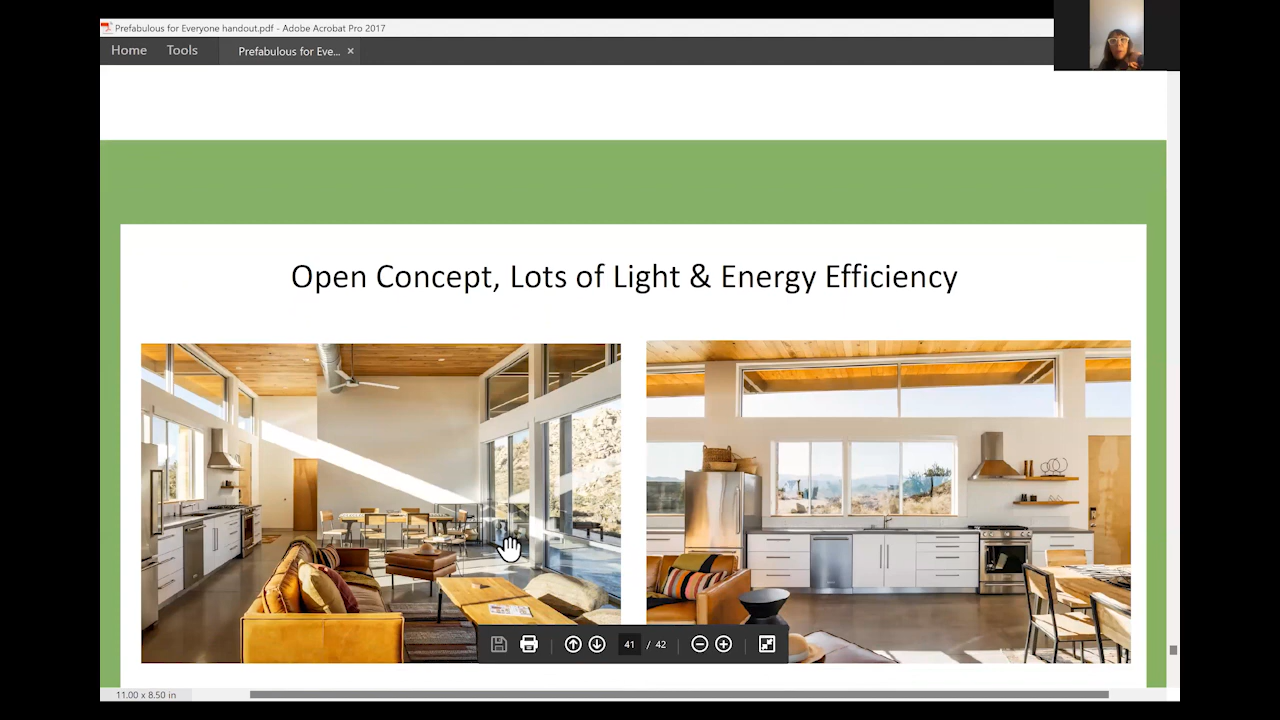 Prefabulous for Everyone handout.pdf - Adobe Acrobat Pro 2017
Home Tools Prefabulous for Eve... ×
Open Concept, Lots of Light & Energy Efficiency
41 / 42
11.00 x 8.50 in